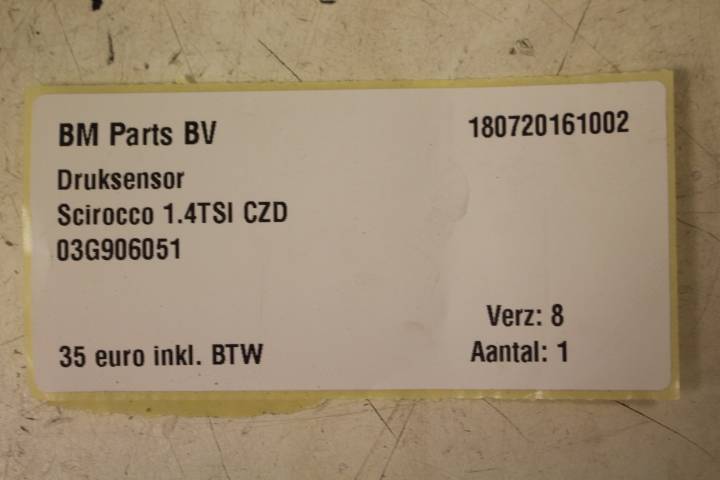 BM Parts BV
180720161002
Druksensor
Scirocco 1.4TSI CZD
03G906051
Verz: 8
35 euro inkl. BTW
Aantal: 1